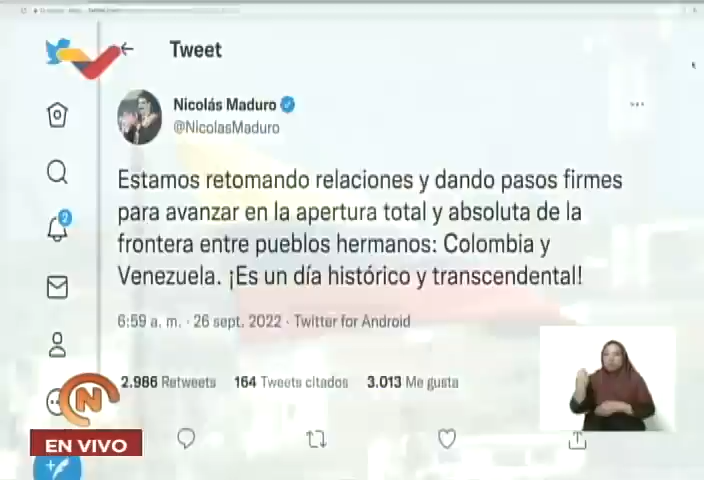 Tweet
Nicolás Maduro
@NicolasMaduro
Estamos retomando relaciones y dando pasos firmes
para avanzar en la apertura total y absoluta de la
frontera entre pueblos hermanos: Colombia y
Venezuela. ¡Es un día histórico y transcendental!
6:59 a. m. · 26 sept. 2022 · Twitter for Android
2.986 Retweets 164 Tweets citados 3.013 Me gusta
2
N
EN VIVO